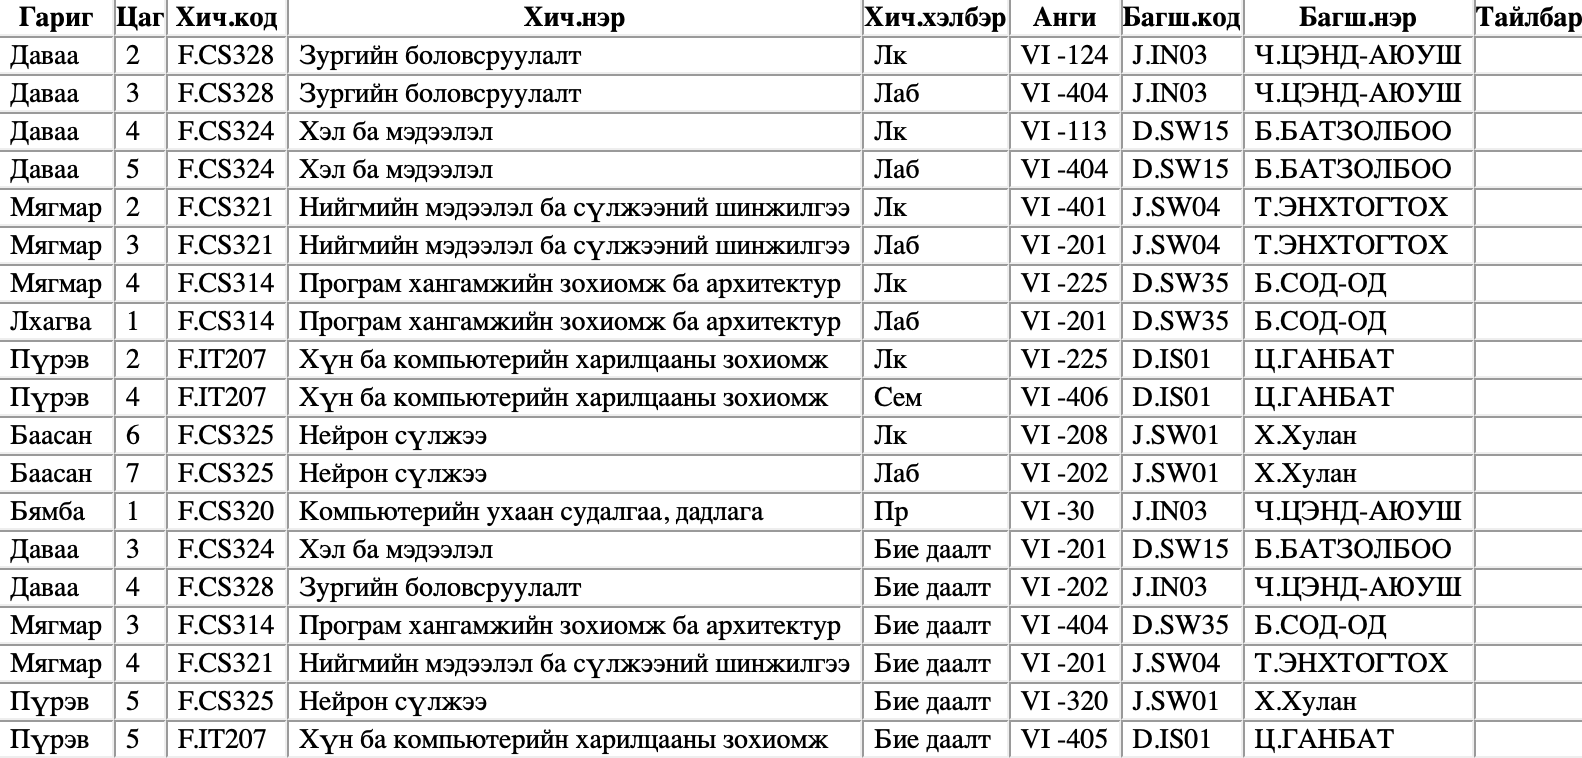 Гариг Цаг Хич.код Хич.нэр Хич.хэлбэр Анги Багш.код Багш.нэр Тайлбар
Даваа 2 F.CS328 Зургийн боловсруулалт Лк VI -124 J.IN03 Ч.ЦЭНД-АЮУШ
Даваа 3 F.CS328 Зургийн боловсруулалт Лаб VI -404 J.IN03 Ч.ЦЭНД-АЮУШ
Даваа 4 F.CS324 Хэл ба мэдээлэл Лк VI -113 D.SW15 Б.БАТЗОЛБОО
Даваа 5 F.CS324 Хэл ба мэдээлэл Лаб VI -404 D.SW15 Б.БАТЗОЛБОО
Мягмар 2 F.CS321 Нийгмийн мэдээлэл ба сүлжээний шинжилгээ Лк VI -401 J.SW04 Т.ЭНХТОГТОХ
Мягмар 3 F.CS321 Нийгмийн мэдээлэл ба сүлжээний шинжилгээ Лаб VI -201 J.SW04 Т.ЭНХТОГТОХ
Мягмар 4 F.CS314 Програм хангамжийн зохиомж ба архитектур Лк VI -225 D.SW35 Б.СОД-ОД
Лхагва 1 F.CS314 Програм хангамжийн зохиомж ба архитектур Лаб VI -201 D.SW35 Б.СОД-ОД
Пүрэв 2 F.IT207 Хүн ба компьютерийн харилцааны зохиомж Лк VI -225 D.IS01 Ц.ГАНБАТ
Пүрэв 4 F.IT207 Хүн ба компьютерийн харилцааны зохиомж Сем VI -406 D.IS01 Ц.ГАНБАТ
Баасан 6 F.CS325 Нейрон сүлжээ Лк VI -208 J.SW01 Х.Хулан
Баасан 7 F.CS325 Нейрон сүлжээ Лаб VI -202 J.SW01 Х.Хулан
Бямба 1 F.CS320 Компьютерийн ухаан судалгаа, дадлага Пр VI -30 J.IN03 Ч.ЦЭНД-АЮУШ
Даваа 3 F.CS324 Хэл ба мэдээлэл Бие даалт VI -201 D.SW15 Б.БАТЗОЛБОО
Даваа 4 F.CS328 Зургийн боловсруулалт Бие даалт VI -202 J.IN03 Ч.ЦЭНД-АЮУШ
Мягмар 3 F.CS314 Програм хангамжийн зохиомж ба архитектур Бие даалт VI -404 D.SW35 Б.СОД-ОД
Мягмар 4 F.CS321 Нийгмийн мэдээлэл ба сүлжээний шинжилгээ Бие даалт VI -201 J.SW04 Т.ЭНХТОГТОХ
Пүрэв 5 F.CS325 Нейрон сүлжээ Бие даалт VI -320 J.SW01 Х.Хулан
Пүрэв 5 F.IT207 Хүн ба компьютерийн харилцааны зохиомж Бие даалт VI -405 D.IS01 Ц.ГАНБАТ